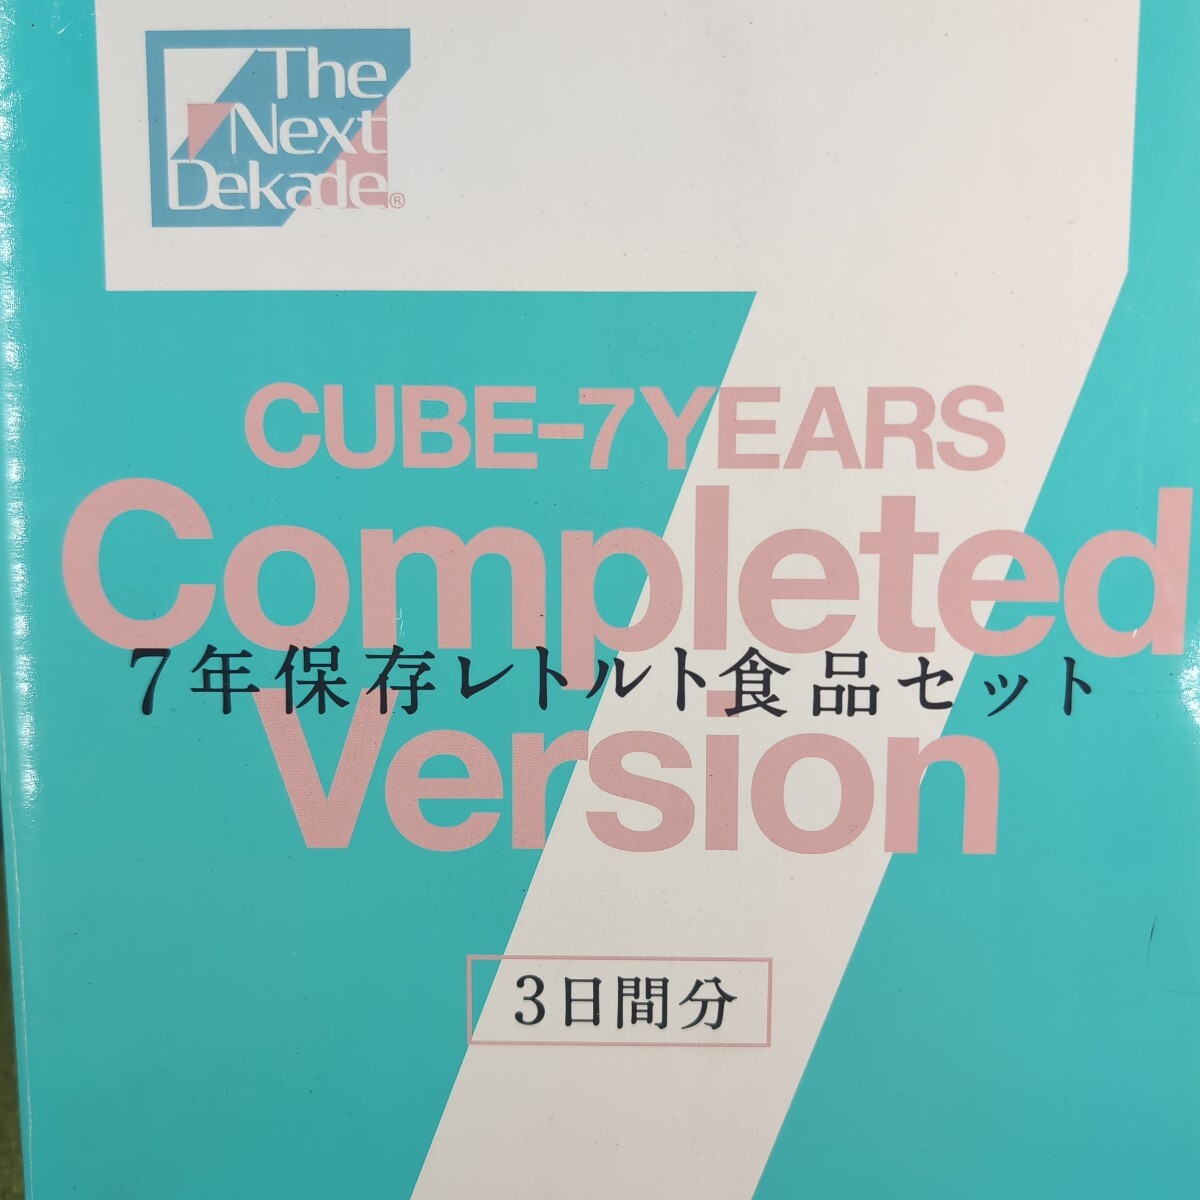 The
Next
Dekade®
CUBE-7YEARS
Completed
7年保存レトルト食品セット
Version
3日間分